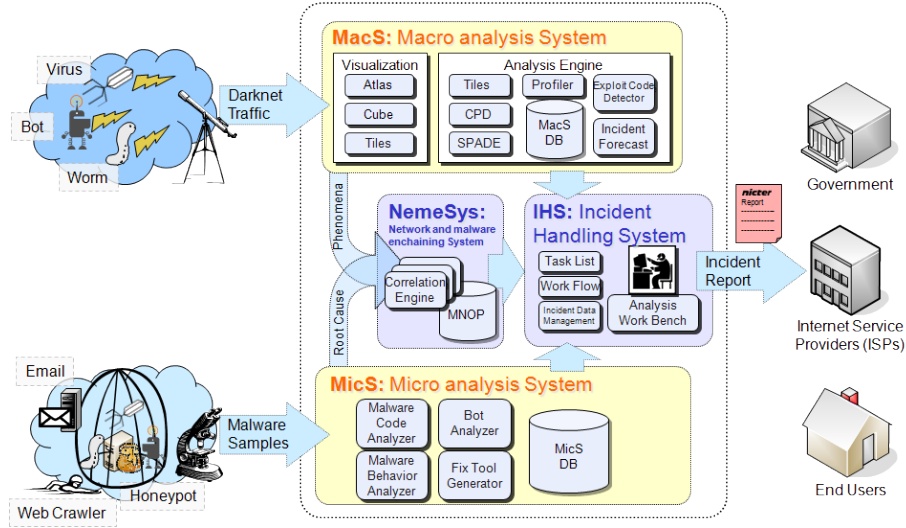 MacS: Macro analysis System
Visualization
Atlas
Cube
Tiles
Analysis Engine
Tiles
CPD
SPADE
Profiler
MacS
DB
Exploit Code
Detector
Incident
Forecast
Virus
Bot
Worm
Darknet
Traffic
Phenomena
Root Cause
NemeSys:
Network and malware
enchaining System
Correlation
Engine
MNOP
IHS: Incident
Handling System
Task List
Work Flow
Incident Data
Management
Analysis
Work Bench
nicter
Report
Incident
Report
Government
Internet Service
Providers (ISPs)
End Users
Email
Honeypot
Web Crawler
Malware
Samples
MicS: Micro analysis System
Malware
Code
Analyzer
Bot
Analyzer
Malware
Behavior
Analyzer
Fix Tool
Generator
MicS
DB